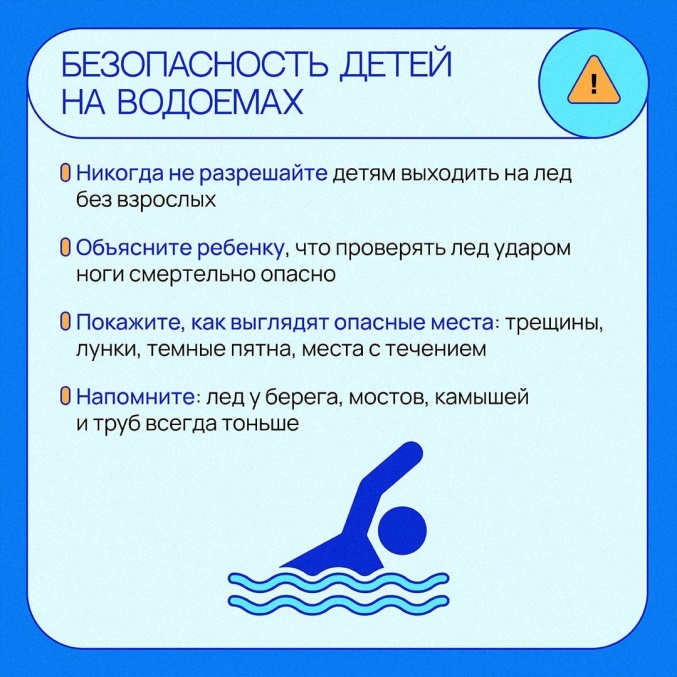 БЕЗОПАСНОСТЬ ДЕТЕЙ
НА ВОДОЕМАХ
!
Никогда не разрешайте детям выходить на лед
без взрослых
Объясните ребенку, что проверять лед ударом
ноги смертельно опасно
Покажите, как выглядят опасные места: трещины,
лунки, темные пятна, места с течением
Напомните: лед у берега, мостов, камышей
и труб всегда тоньше